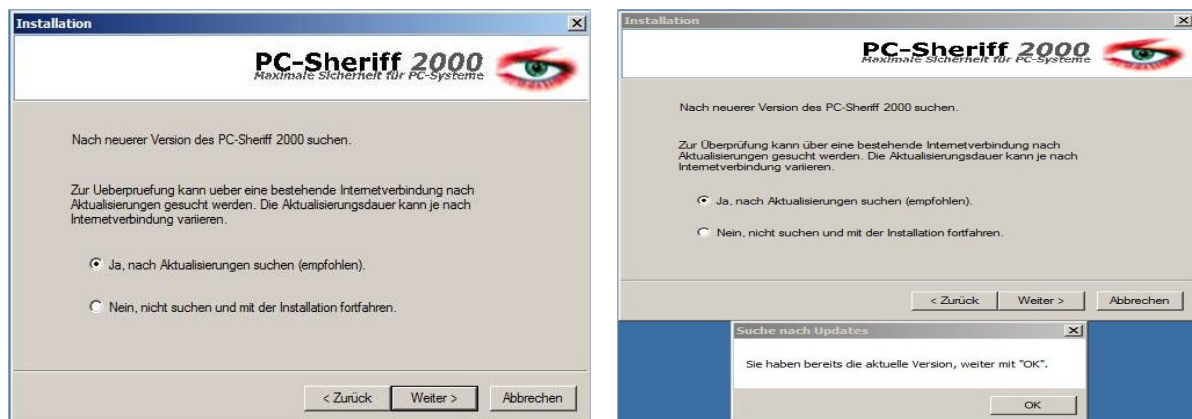 Installation
PC-Sheriff 2000
Maximale Sicherheit für PC-Systeme
Nach neuerer Version des PC-Sheriff 2000 suchen.
Zur Ueberpruefung kann ueber eine bestehende Internetverbindung nach
Aktualisierungen gesucht werden. Die Aktualisierungsdauer kann je nach
Internetverbindung variieren.
Ja, nach Aktualisierungen suchen (empfohlen).
Nein, nicht suchen und mit der Installation fortfahren.
< Zurück
Weiter >
Abbrechen
Installation
PC-Sheriff 2000
Maximale Sicherheit für PC-Systeme
Nach neuerer Version des PC-Sheriff 2000 suchen.
Zur Überprüfung kann über eine bestehende Internetverbindung nach
Aktualisierungen gesucht werden. Die Aktualisierungsdauer kann je nach
Internetverbindung variieren.
Ja, nach Aktualisierungen suchen (empfohlen).
Nein, nicht suchen und mit der Installation fortfahren.
< Zurück
Weiter >
Abbrechen
Suche nach Updates
Sie haben bereits die aktuelle Version, weiter mit "OK".
OK